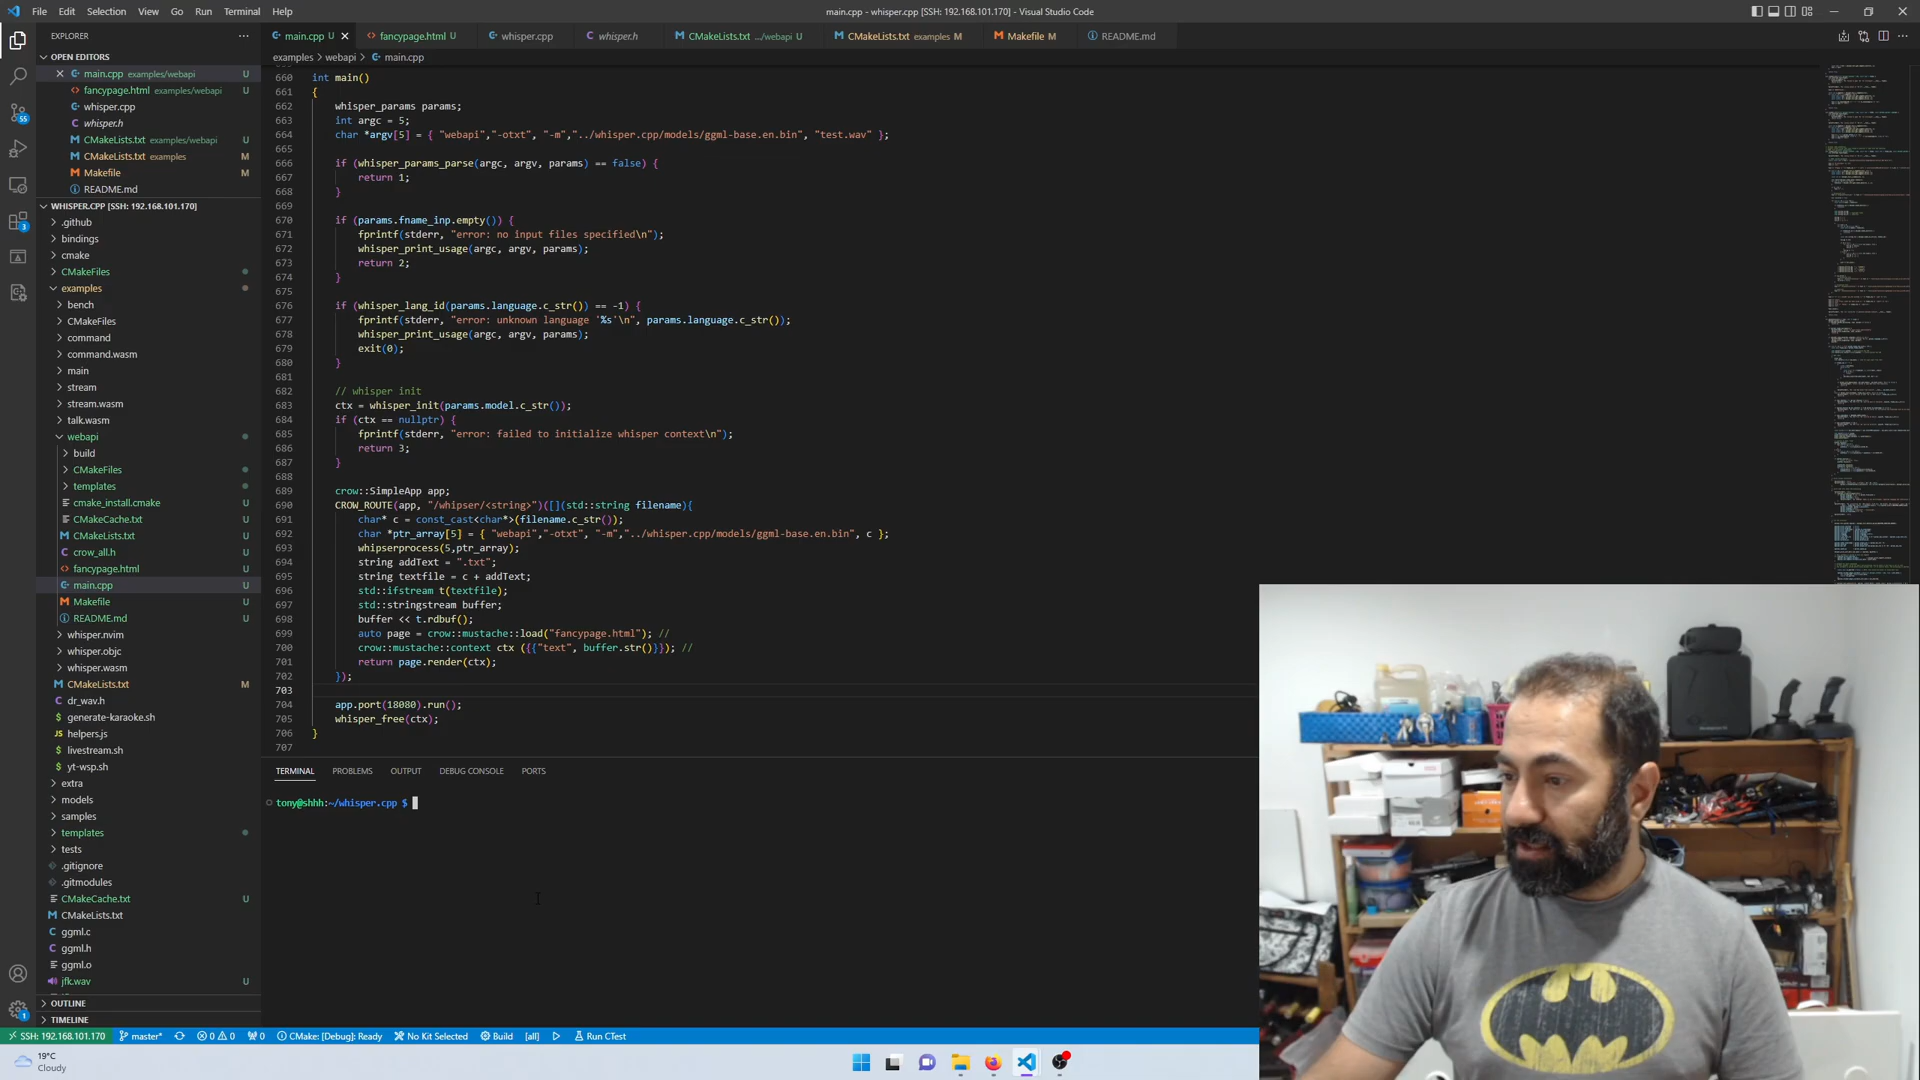 File Edit Selection View Go Run Terminal Help
main.cpp - whisper.cpp [SSH: 192.168.101.170] - Visual Studio Code
EXPLORER
main.cpp U
fancypage.html U
whisper.cpp
whisper.h
CMakeLists.txt .../webapi U
CMakeLists.txt examples M
Makefile M
README.md
examples > webapi > main.cpp
OPEN EDITORS
main.cpp examples/webapi U
fancypage.html examples/webapi U
whisper.cpp
whisper.h
CMakeLists.txt examples/webapi U
CMakeLists.txt examples M
Makefile M
README.md
WHISPER.CPP [SSH: 192.168.101.170]
.github
bindings
cmake
CMakeFiles
examples
bench
CMakeFiles
command
command.wasm
main
stream
stream.wasm
talk.wasm
webapi
build
CMakeFiles
templates
cmake_install.cmake U
CMakeCache.txt U
CMakeLists.txt U
crow_all.h U
fancypage.html U
main.cpp U
Makefile U
README.md U
whisper.nvim
whisper.objc
whisper.wasm
CMakeLists.txt M
dr_wav.h
generate-karaoke.sh
helpers.js
livestream.sh
yt-wsp.sh
extra
models
samples
templates
tests
.gitignore
.gitmodules
CMakeCache.txt U
CMakeLists.txt
ggml.c
ggml.h
ggml.o
jfk.wav U
OUTLINE
TIMELINE
55
3
1
660 int main()
661 {
662 whisper_params params;
663 int argc = 5;
664 char *argv[5] = { "webapi","-otxt", "-m","../whisper.cpp/models/ggml-base.en.bin", "test.wav" };
665
666 if (whisper_params_parse(argc, argv, params) == false) {
667 return 1;
668 }
669
670 if (params.fname_inp.empty()) {
671 fprintf(stderr, "error: no input files specified\n");
672 whisper_print_usage(argc, argv, params);
673 return 2;
674 }
675
676 if (whisper_lang_id(params.language.c_str()) == -1) {
677 fprintf(stderr, "error: unknown language '%s'\n", params.language.c_str());
678 whisper_print_usage(argc, argv, params);
679 exit(0);
680 }
681
682 // whisper init
683 ctx = whisper_init(params.model.c_str());
684 if (ctx == nullptr) {
685 fprintf(stderr, "error: failed to initialize whisper context\n");
686 return 3;
687 }
688
689 crow::SimpleApp app;
690 CROW_ROUTE(app, "/whipser/<string>")([](std::string filename){
691 char* c = const_cast<char*>(filename.c_str());
692 char *ptr_array[5] = { "webapi","-otxt", "-m","../whisper.cpp/models/ggml-base.en.bin", c };
693 whipserprocess(5,ptr_array);
694 string addText = ".txt";
695 string textfile = c + addText;
696 std::ifstream t(textfile);
697 std::stringstream buffer;
698 buffer << t.rdbuf();
699 auto page = crow::mustache::load("fancypage.html"); //
700 crow::mustache::context ctx ({{"text", buffer.str()}}); //
701 return page.render(ctx);
702 });
703
704 app.port(18080).run();
705 whisper_free(ctx);
706 }
707
TERMINAL PROBLEMS OUTPUT DEBUG CONSOLE PORTS
tony@shhh:~/whisper.cpp $
SSH: 192.168.101.170
master*
0 0
0
CMake: [Debug]: Ready
No Kit Selected
Build
[all]
Run CTest
19°C
Cloudy